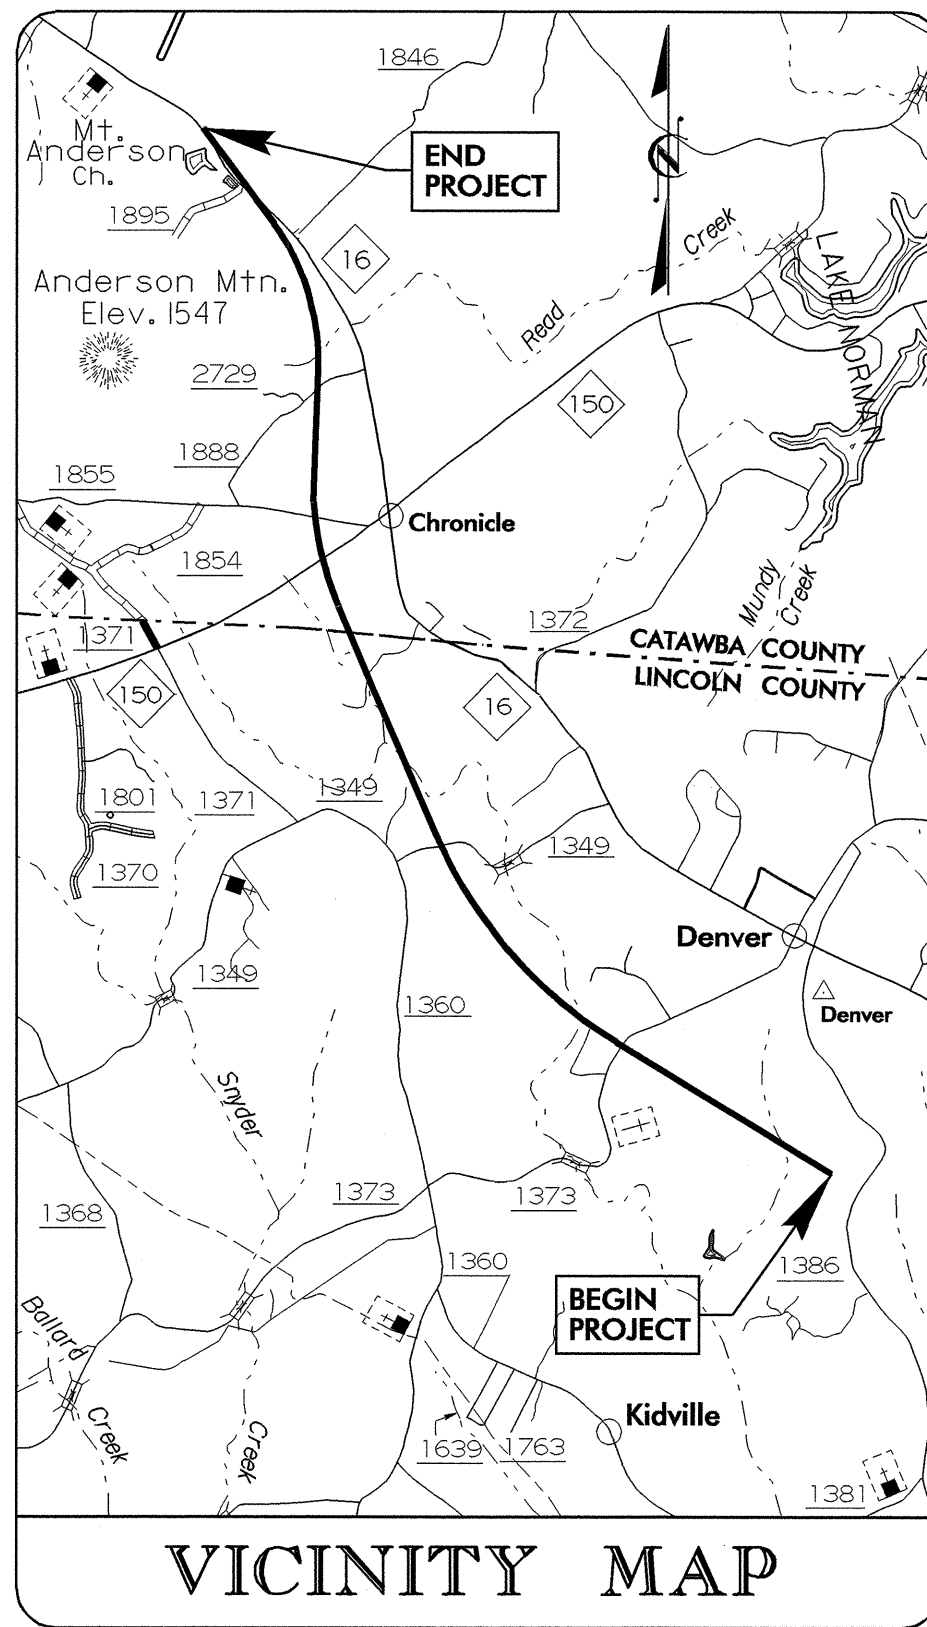 1846
Mt.
Anderson
Ch.
END
PROJECT
N
1895
16
Creek
Read
LAKE NORMAN
Anderson Mtn.
Elev. 1547
2729
150
1888
1855
Chronicle
1854
Mundy
Creek
1372
1371
CATAWBA COUNTY
LINCOLN COUNTY
150
16
1349
1801
1371
1349
1370
Denver
1349
1360
Denver
Snyder
1373
1373
1368
1360
1386
BEGIN
PROJECT
Ballard
Creek
Creek
Kidville
1639
1763
1381
VICINITY MAP